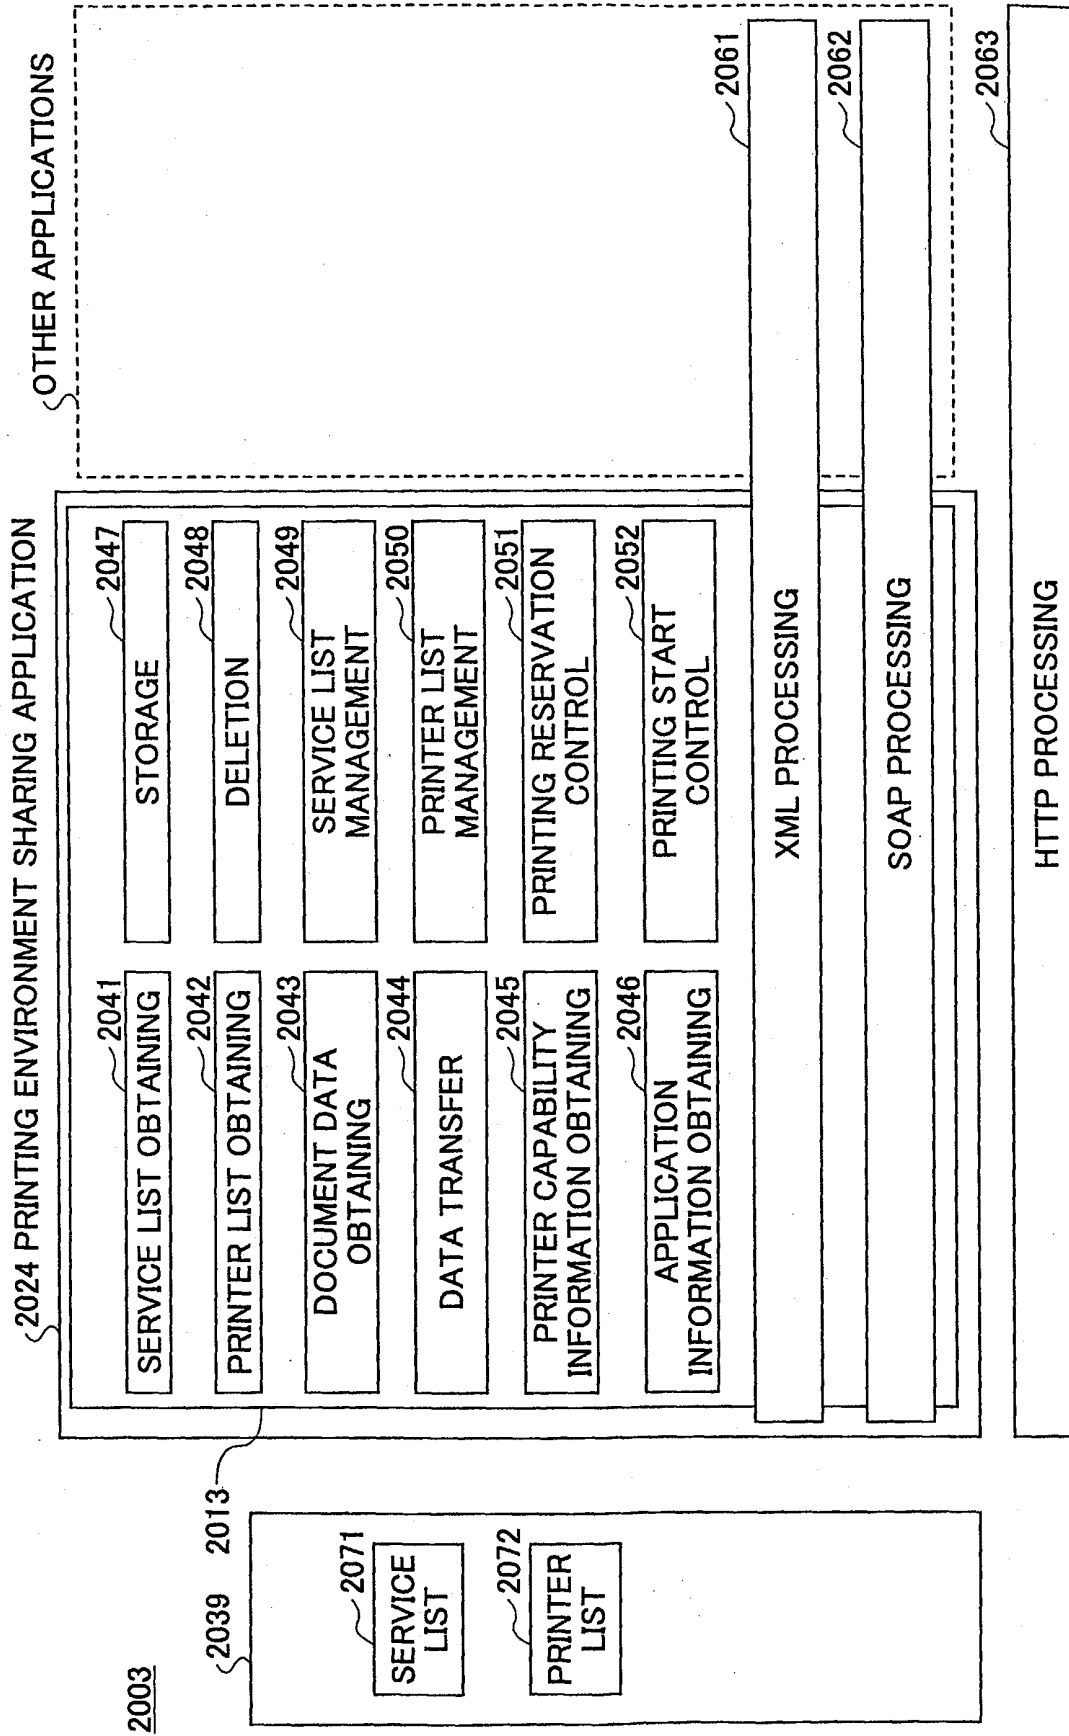 2003
2039
2013
2071
SERVICE
LIST
2072
PRINTER
LIST
2024 PRINTING ENVIRONMENT SHARING APPLICATION
2041
SERVICE LIST OBTAINING
2042
PRINTER LIST OBTAINING
2043
DOCUMENT DATA
OBTAINING
2044
DATA TRANSFER
2045
PRINTER CAPABILITY
INFORMATION OBTAINING
2046
APPLICATION
INFORMATION OBTAINING
2047
STORAGE
2048
DELETION
2049
SERVICE LIST
MANAGEMENT
2050
PRINTER LIST
MANAGEMENT
2051
PRINTING RESERVATION
CONTROL
2052
PRINTING START
CONTROL
OTHER APPLICATIONS
2061
XML PROCESSING
2062
SOAP PROCESSING
2063
HTTP PROCESSING